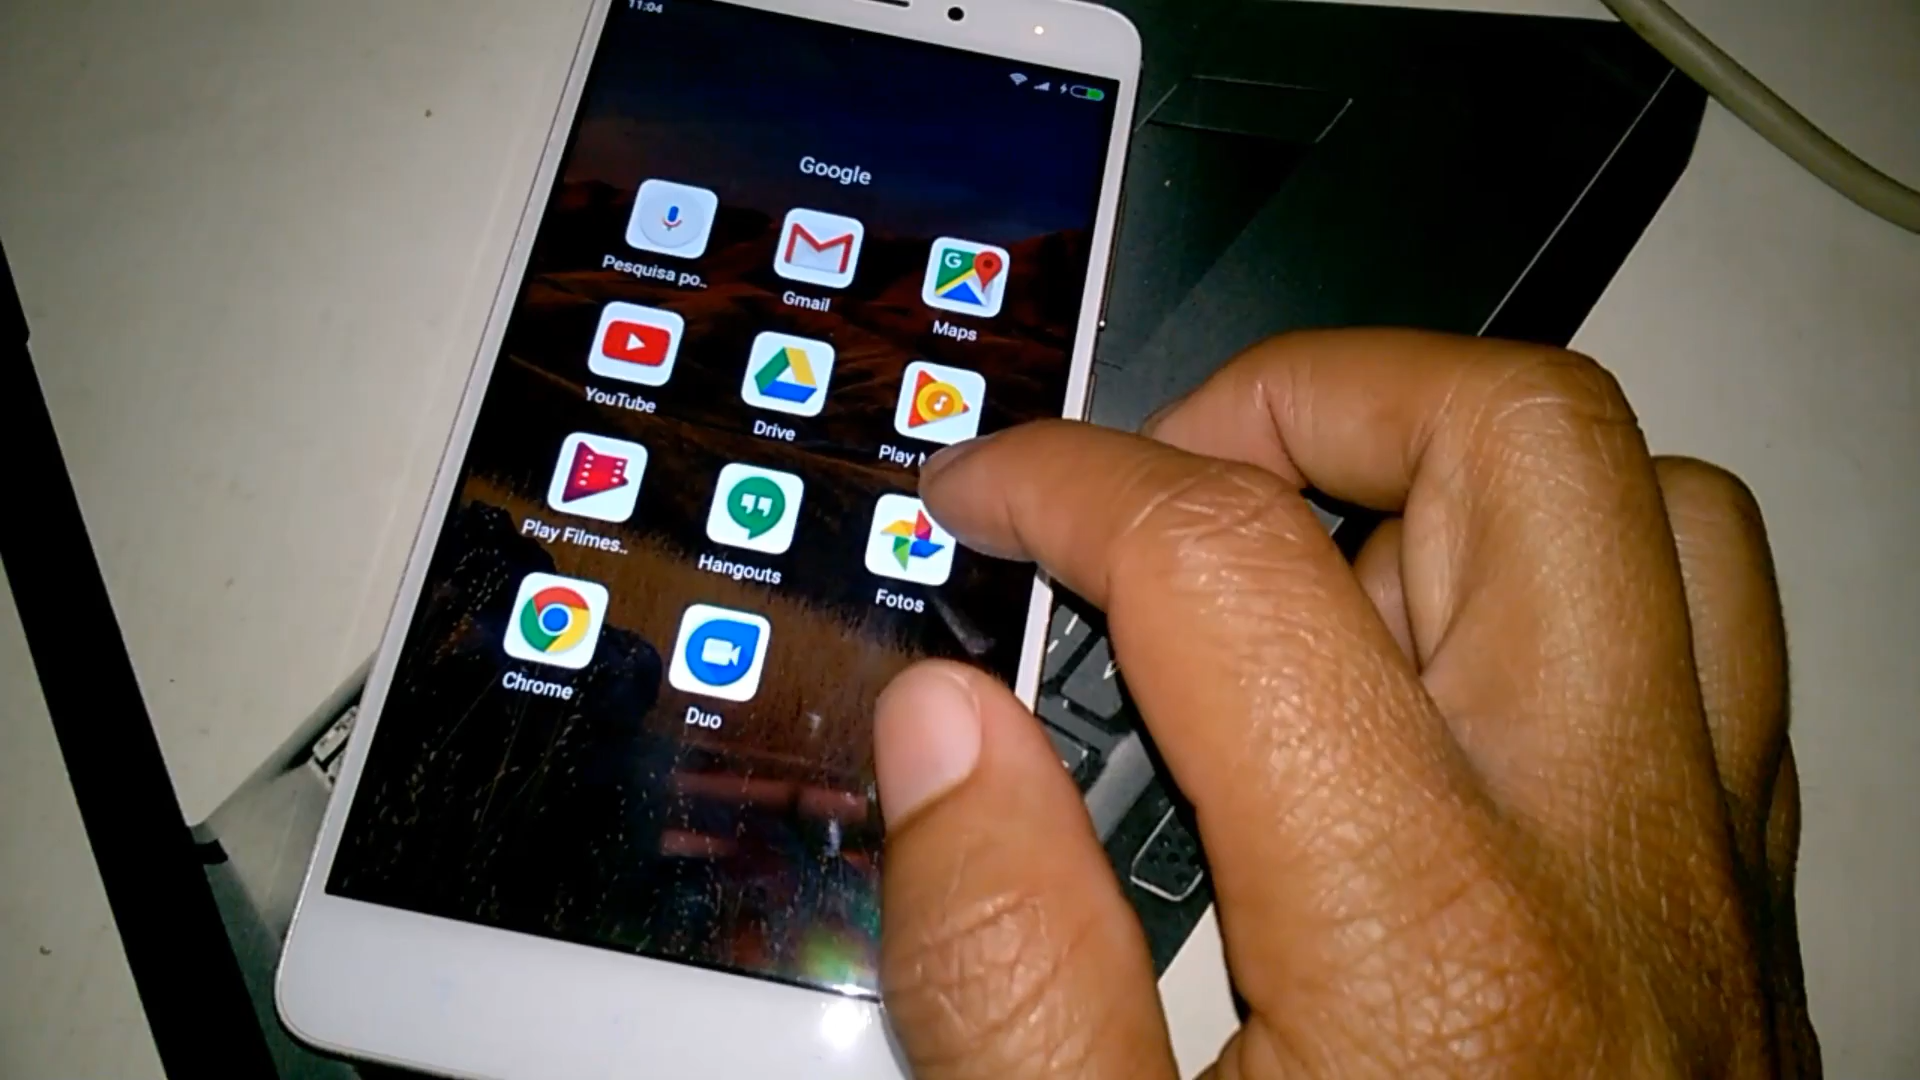 11:04
Google
Pesquisa po..
Gmail
Maps
YouTube
Drive
Play
Play Filmes..
Hangouts
Fotos
Chrome
Duo